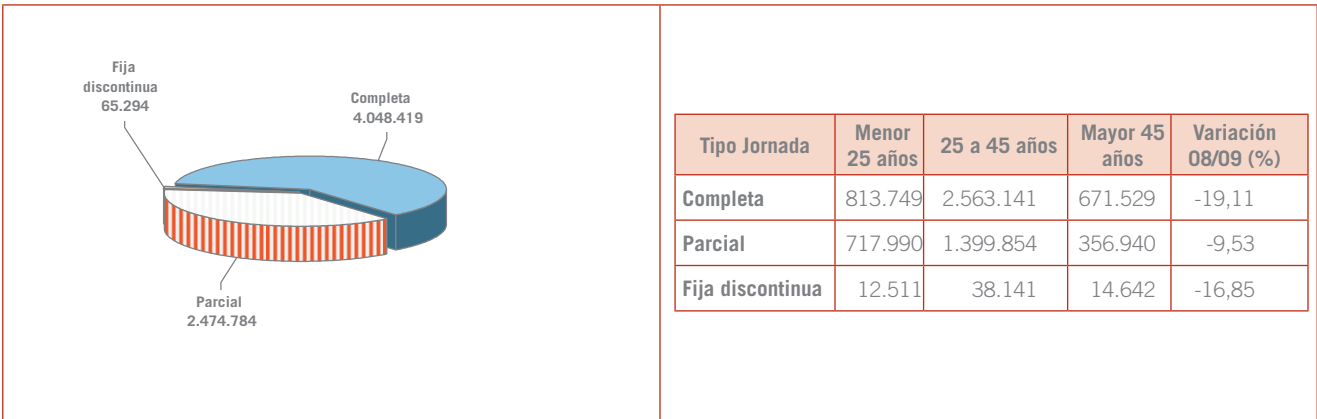 Fija
discontinua
65.294
Completa
4.048.419
Parcial
2.474.784
Tipo Jornada Menor 25 años 25 a 45 años Mayor 45 años Variación 08/09 (%)
Completa 813.749 2.563.141 671.529 -19,11
Parcial 717.990 1.399.854 356.940 -9,53
Fija discontinua 12.511 38.141 14.642 -16,85